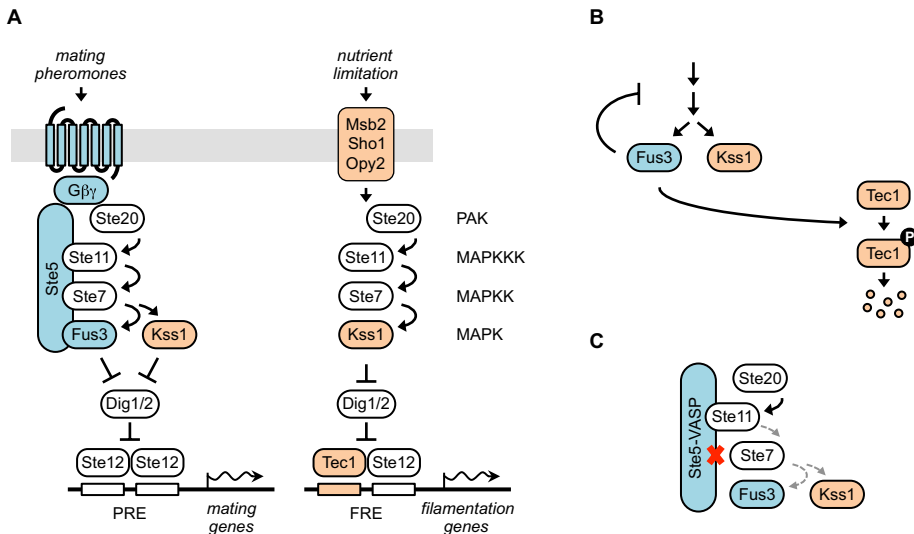 A
mating
pheromones
Gβγ
Ste20
Ste5
Ste11
Ste7
Fus3
Kss1
Dig1/2
Ste12 Ste12
PRE
mating
genes
nutrient
limitation
Msb2
Sho1
Opy2
Ste20
PAK
Ste11
MAPKKK
Ste7
MAPKK
Kss1
MAPK
Dig1/2
Tec1 Ste12
FRE
filamentation
genes
B
Fus3
Kss1
Tec1
P
Tec1
C
Ste5-VASP
Ste20
Ste11
Ste7
Fus3
Kss1